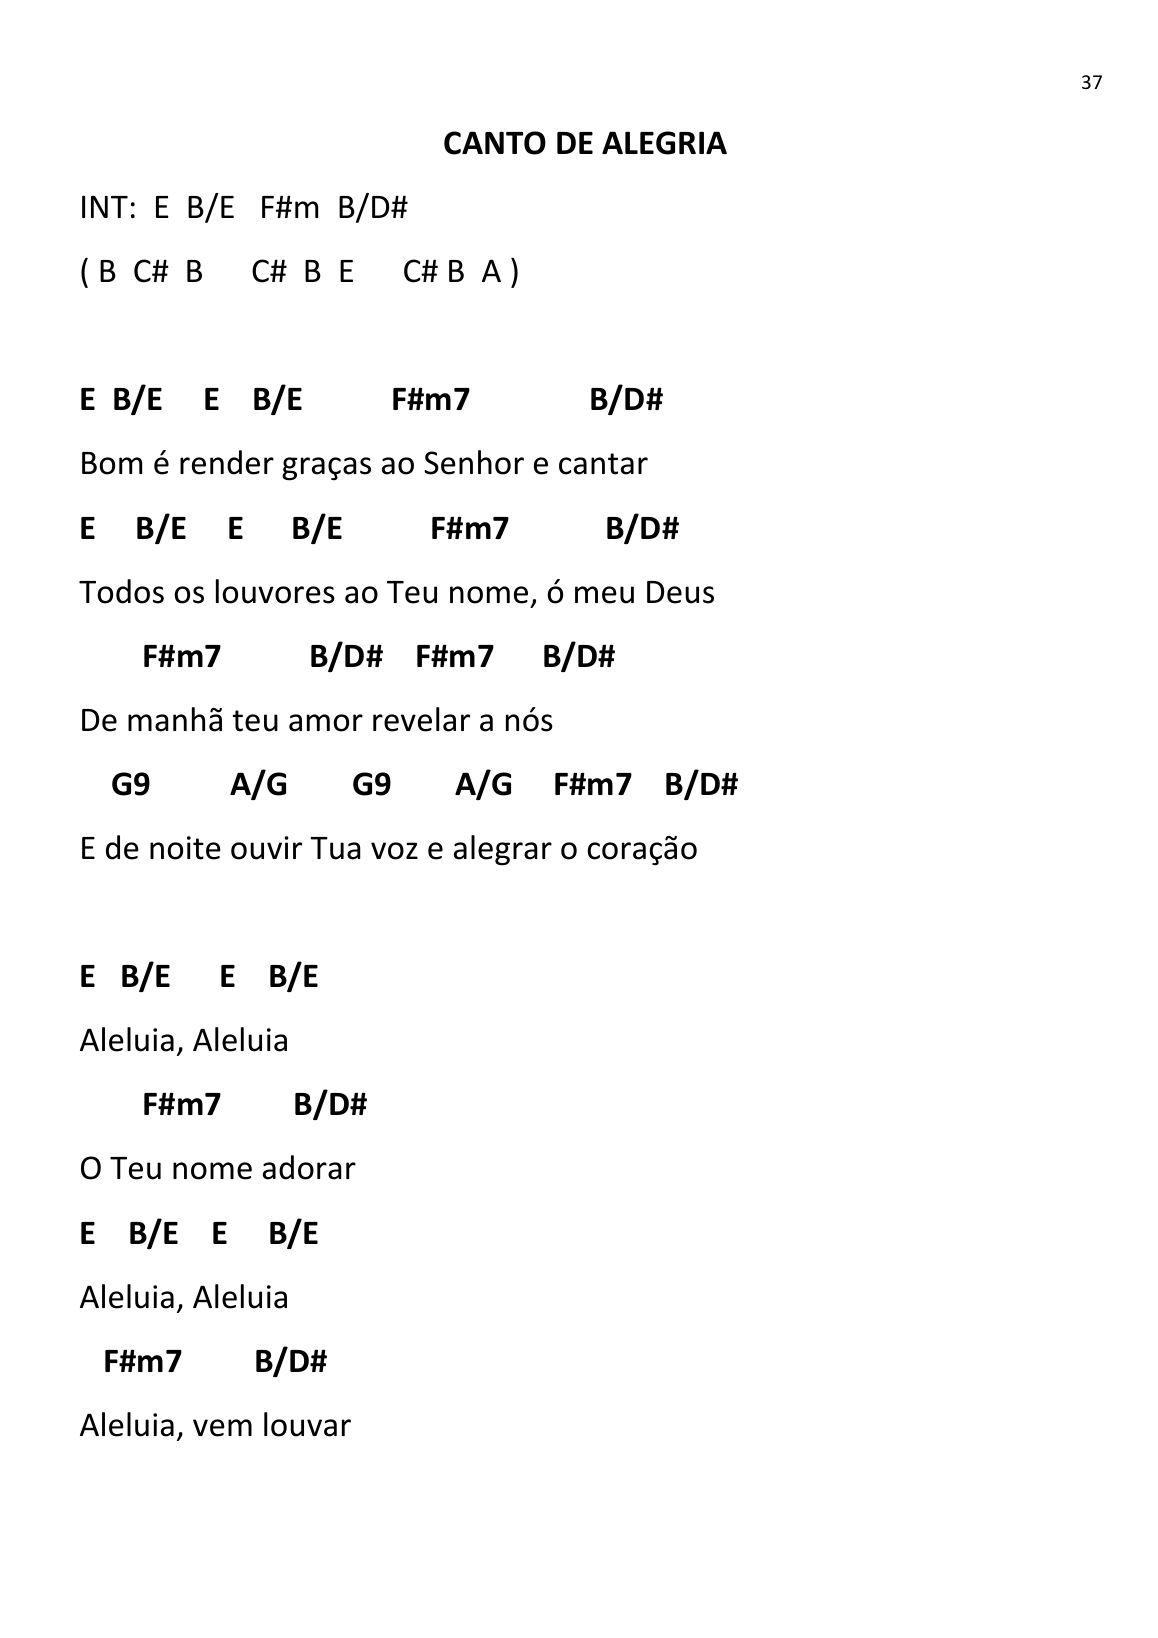 37
CANTO DE ALEGRIA
INT:  E  B/E   F#m  B/D#
( B  C#  B      C#  B  E      C# B  A )
E  B/E     E    B/E           F#m7               B/D#
Bom é render graças ao Senhor e cantar
E     B/E     E      B/E           F#m7            B/D#
Todos os louvores ao Teu nome, ó meu Deus
F#m7           B/D#    F#m7      B/D#
De manhã teu amor revelar a nós
G9          A/G        G9        A/G     F#m7    B/D#
E de noite ouvir Tua voz e alegrar o coração
E   B/E      E    B/E
Aleluia, Aleluia
F#m7         B/D#
O Teu nome adorar
E    B/E    E     B/E
Aleluia, Aleluia
F#m7         B/D#
Aleluia, vem louvar